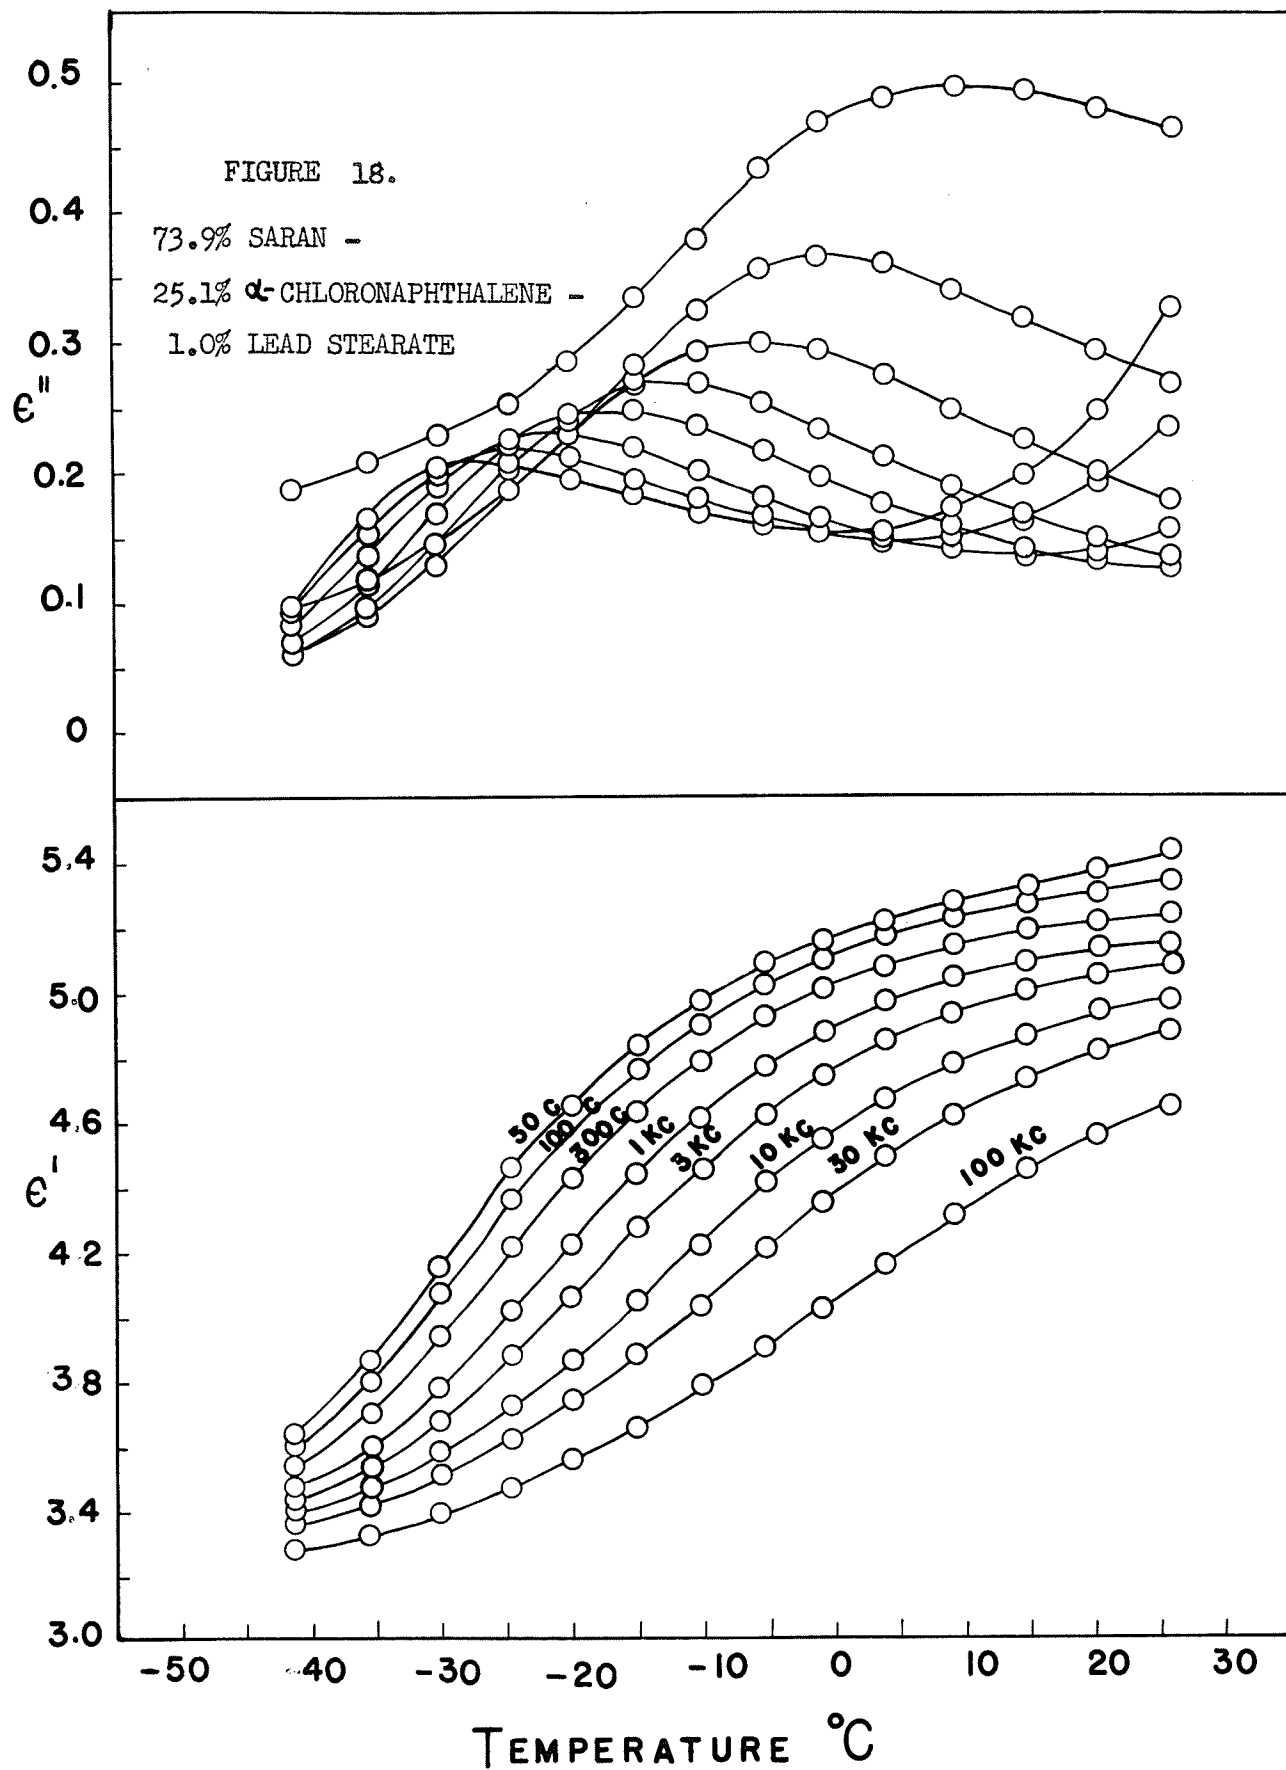 0.5
FIGURE 18.
0.4
73.9% SARAN -
25.1% α-CHLORONAPHTHALENE -
0.3
1.0% LEAD STEARATE
ϵ"
0.2
0.1
0
5.4
5.0
50 C
100 C
300 C
1 KC
3 KC
10 KC
30 KC
100 KC
4.6
ϵ'
4.2
3.8
3.4
3.0
-50 -40 -30 -20 -10 0 10 20 30
TEMPERATURE °C